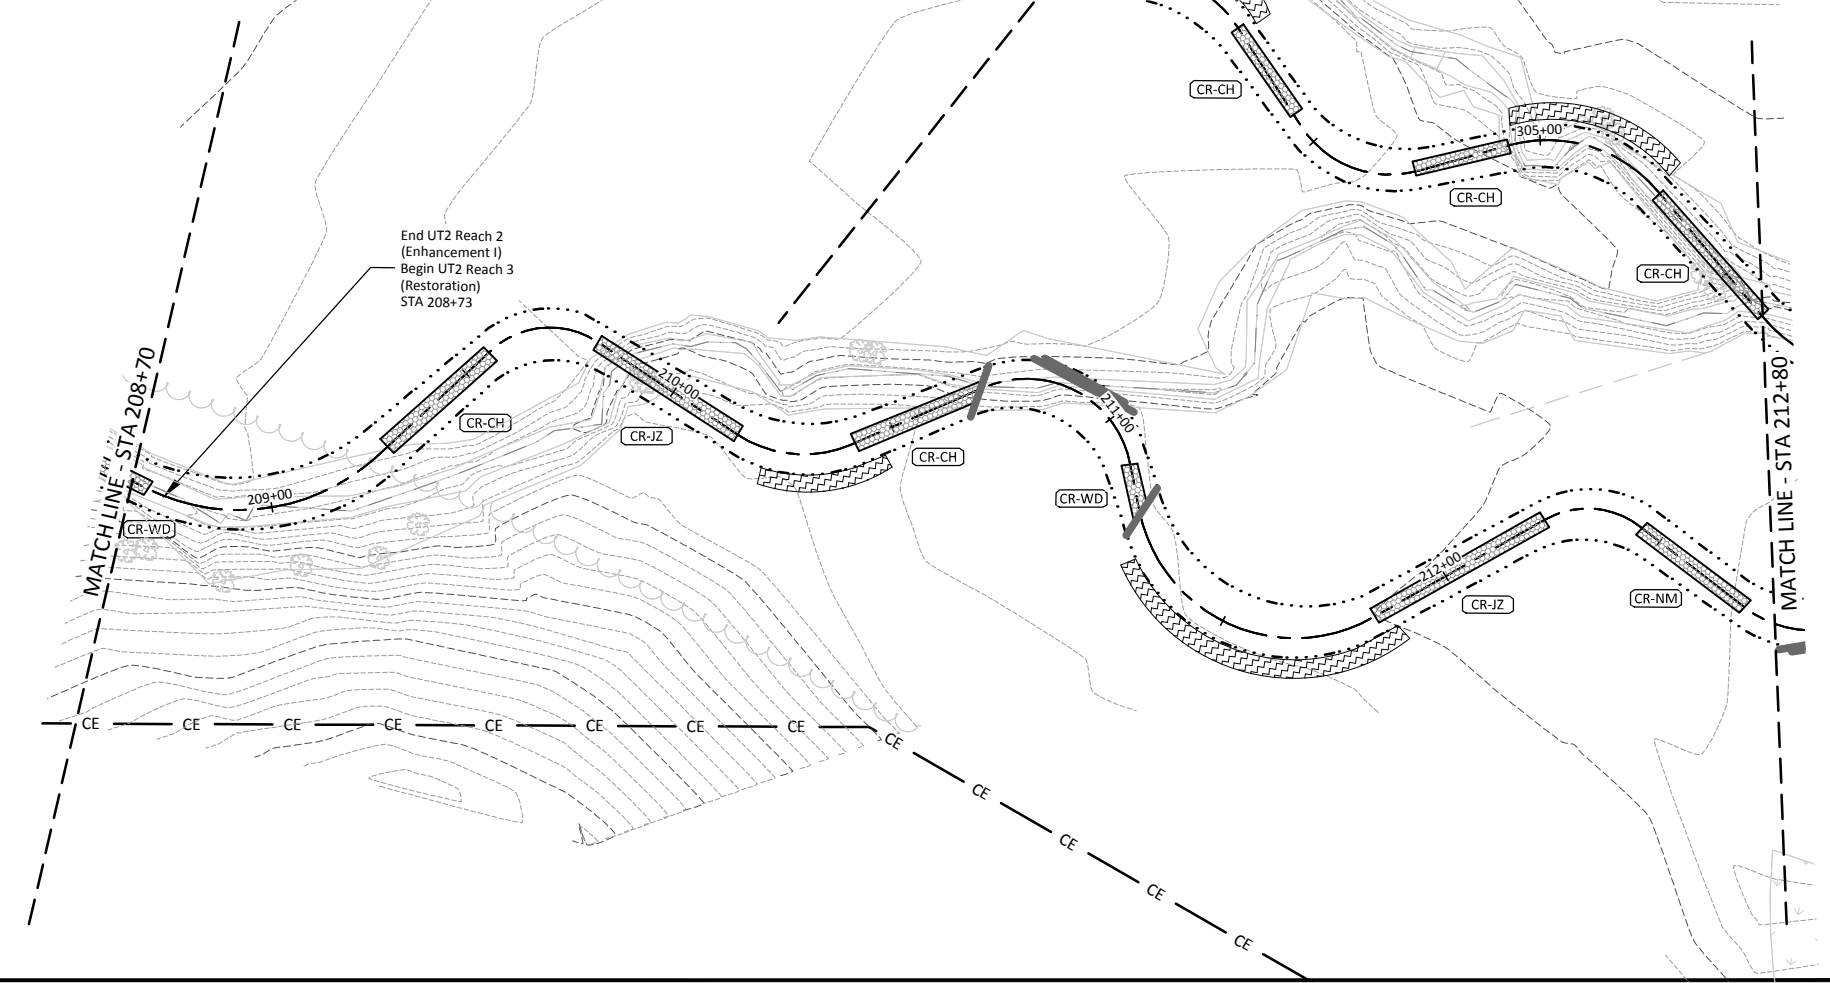 CR-CH
305+00
CR-CH
End UT2 Reach 2
(Enhancement I)
Begin UT2 Reach 3
(Restoration)
STA 208+73
CR-CH
MATCH LINE - STA 208+70
210+00
MATCH LINE - STA 212+80
211+00
CR-CH
CR-JZ
CR-CH
209+00
CR-WD
CR-WD
212+00
CR-NM
CR-JZ
CE CE CE CE CE CE CE CE CE
CE
CE
CE
CE